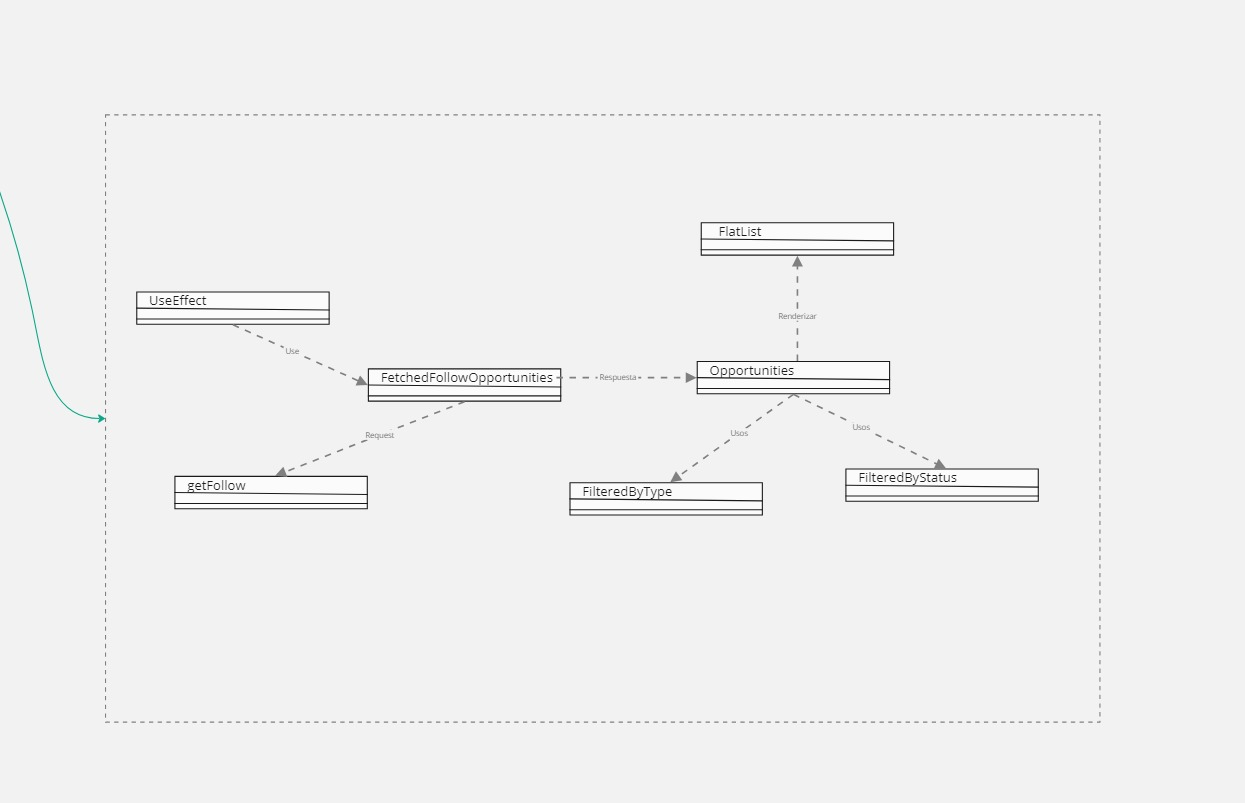 FlatList
UseEffect
Renderizar
Use
Opportunities
FetchedFollowOpportunities
Respuesta
Usos
Usos
Request
FilteredByStatus
getFollow
FilteredByType